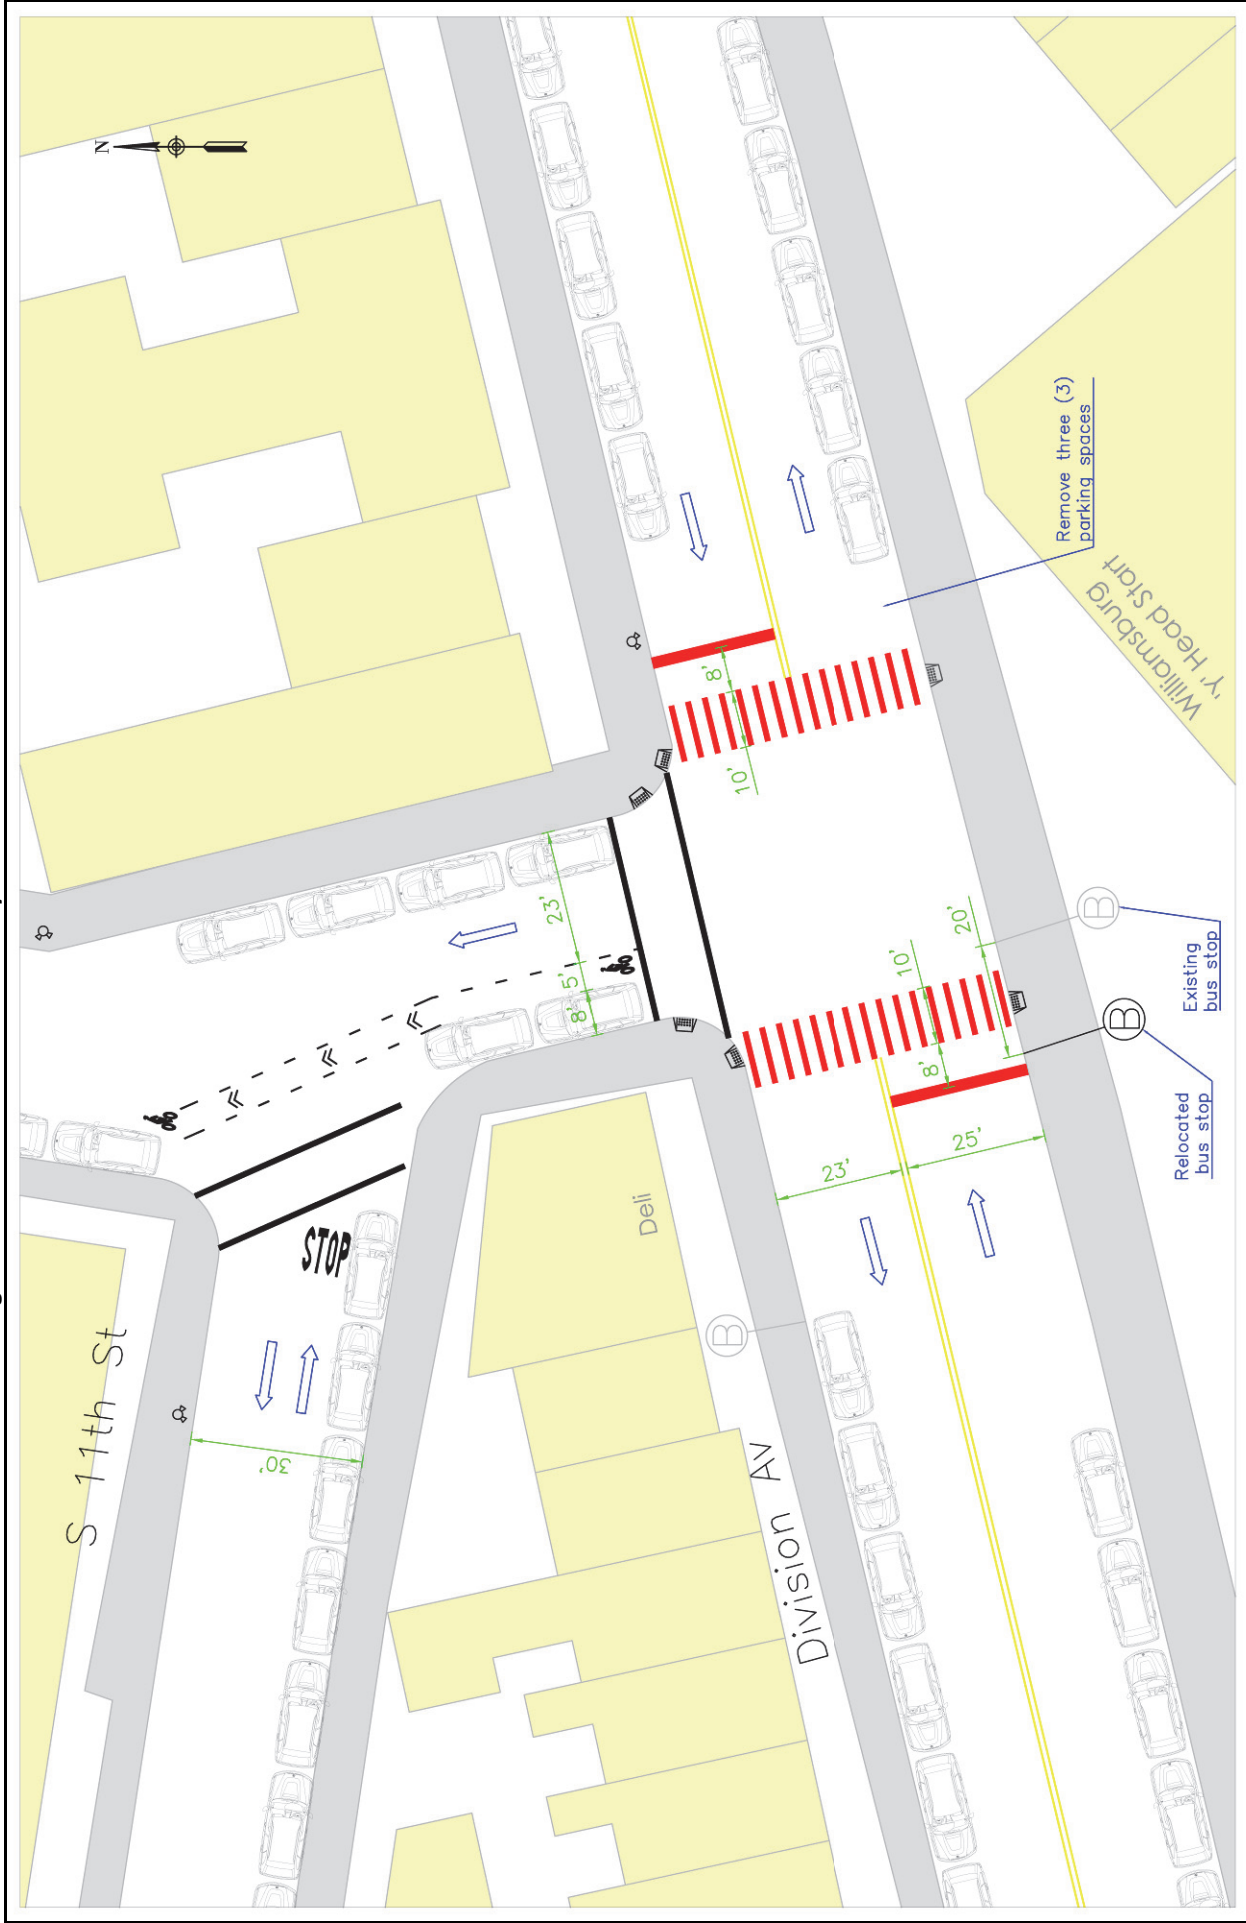 N
S 11th St
STOP
30'
23'
5'
8'
Deli
Division Av
8'
10'
10'
8'
20'
23'
25'
B
B
B
Existing
bus stop
Relocated
bus stop
Remove three (3)
parking spaces
Williamsburg
'Y' Head Start